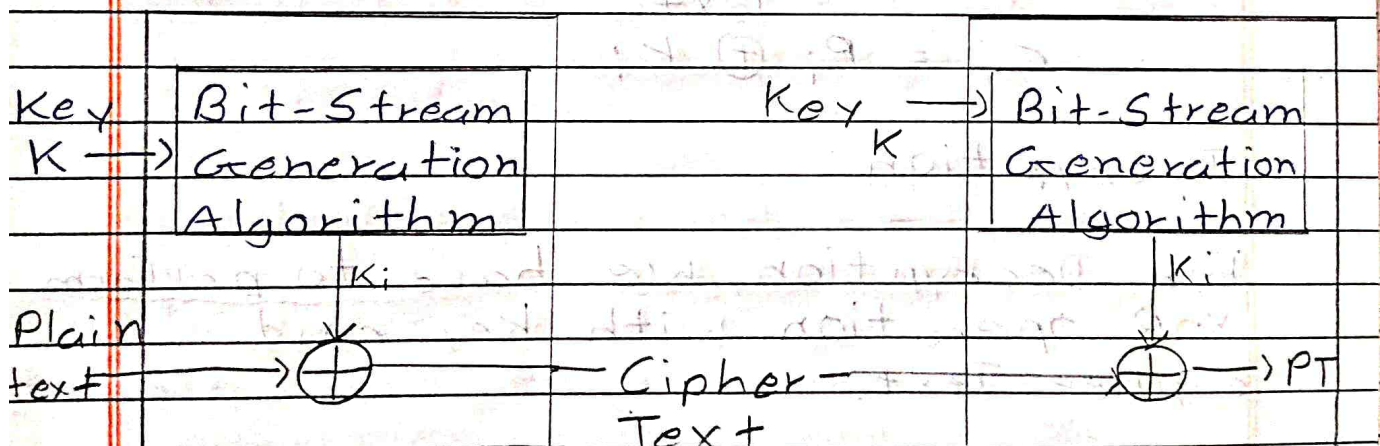 Key
K
Bit-Stream
Generation
Algorithm
Ki
Plain
text
Cipher
Text
Key
K
Bit-Stream
Generation
Algorithm
Ki
PT